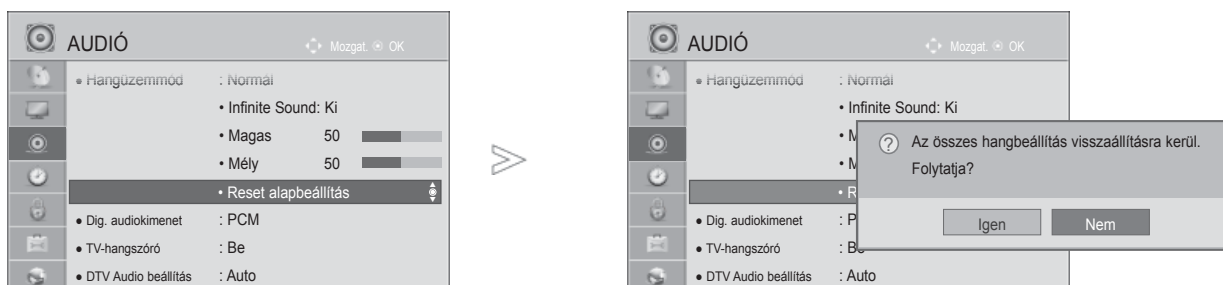 AUDIÓ
Mozgat. OK
• Hangüzemmód : Normál
• Infinite Sound: Ki
• Magas 50
• Mély 50
• Reset alapbeállítás
• Dig. audiokimenet : PCM
• TV-hangszóró : Be
• DTV Audio beállítás : Auto
AUDIÓ
Mozgat. OK
• Hangüzemmód : Normál
• Infinite Sound: Ki
• M
• M
• R
• Dig. audiokimenet : P
• TV-hangszóró : Be
• DTV Audio beállítás : Auto
? Az összes hangbeállítás visszaállításra kerül.
Folytatja?
Igen Nem